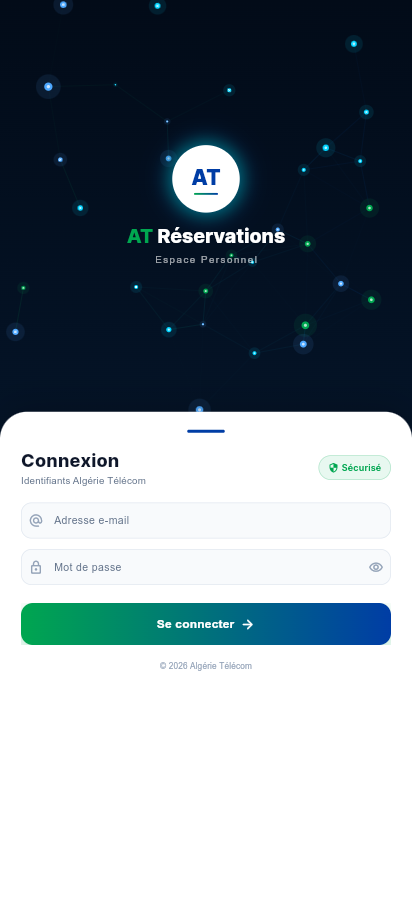 AT
AT Réservations
Espace Personnel
Connexion
Identifiants Algérie Télécom
Sécurisé
Adresse e-mail
Mot de passe
Se connecter
© 2026 Algérie Télécom